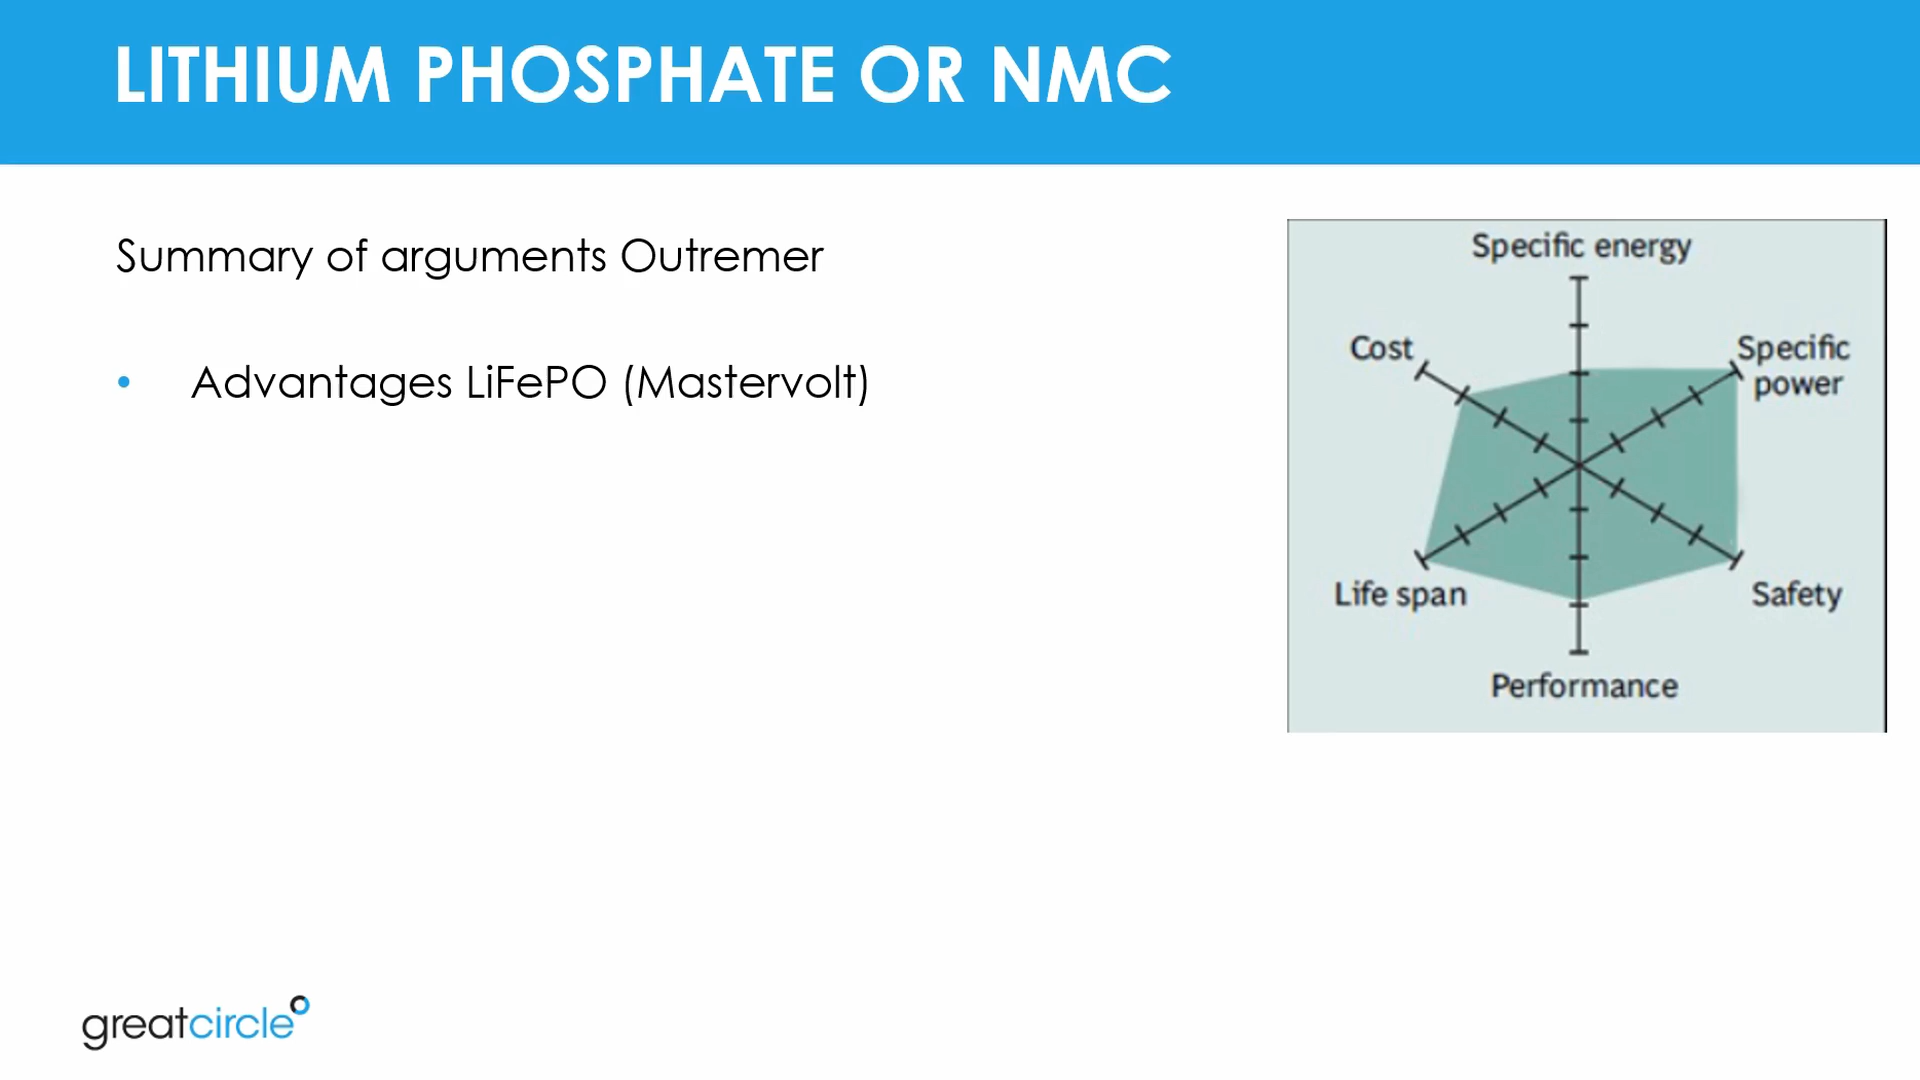 LITHIUM PHOSPHATE OR NMC
Summary of arguments Outremer
• Advantages LiFePO (Mastervolt)
Specific energy
Cost
Specific
power
Life span
Safety
Performance
greatcircle